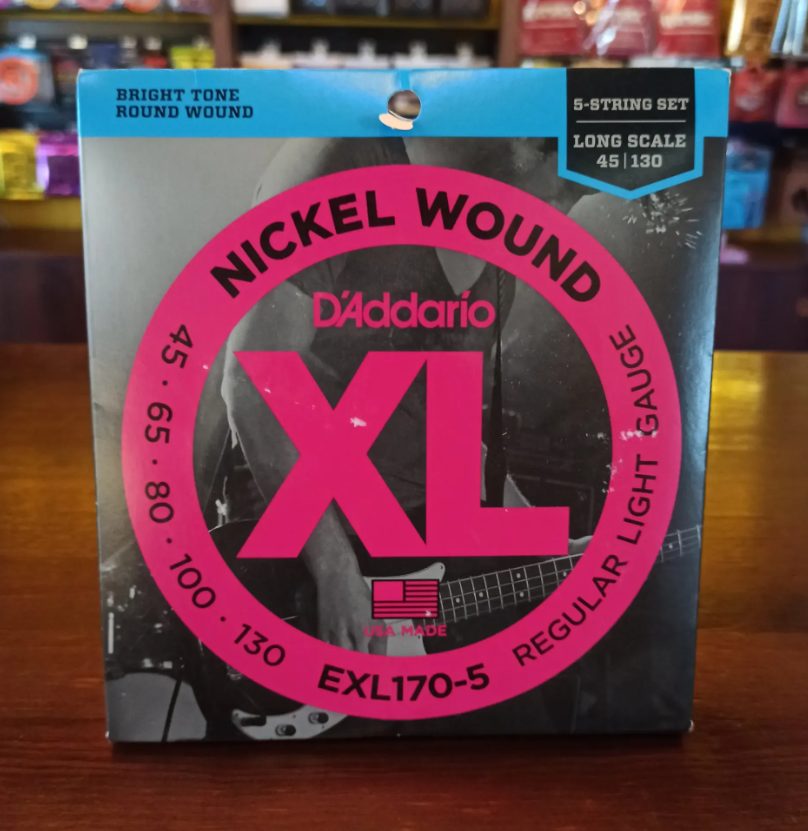 BRIGHT TONE
ROUND WOUND
5-STRING SET
LONG SCALE
45 | 130
NICKEL WOUND
D'Addario
XL
45 · 65 · 80 · 100 · 130
REGULAR LIGHT GAUGE
USA MADE
EXL170-5